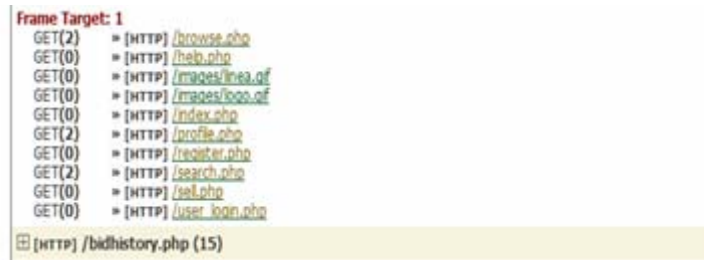 Frame Target: 1
GET(2) » [HTTP] /browse.php
GET(0) » [HTTP] /help.php
GET(0) » [HTTP] /images/linea.gif
GET(0) » [HTTP] /images/logo.gif
GET(0) » [HTTP] /index.php
GET(2) » [HTTP] /profile.php
GET(0) » [HTTP] /register.php
GET(2) » [HTTP] /search.php
GET(0) » [HTTP] /sell.php
GET(0) » [HTTP] /user_login.php
[HTTP] /bidhistory.php (15)